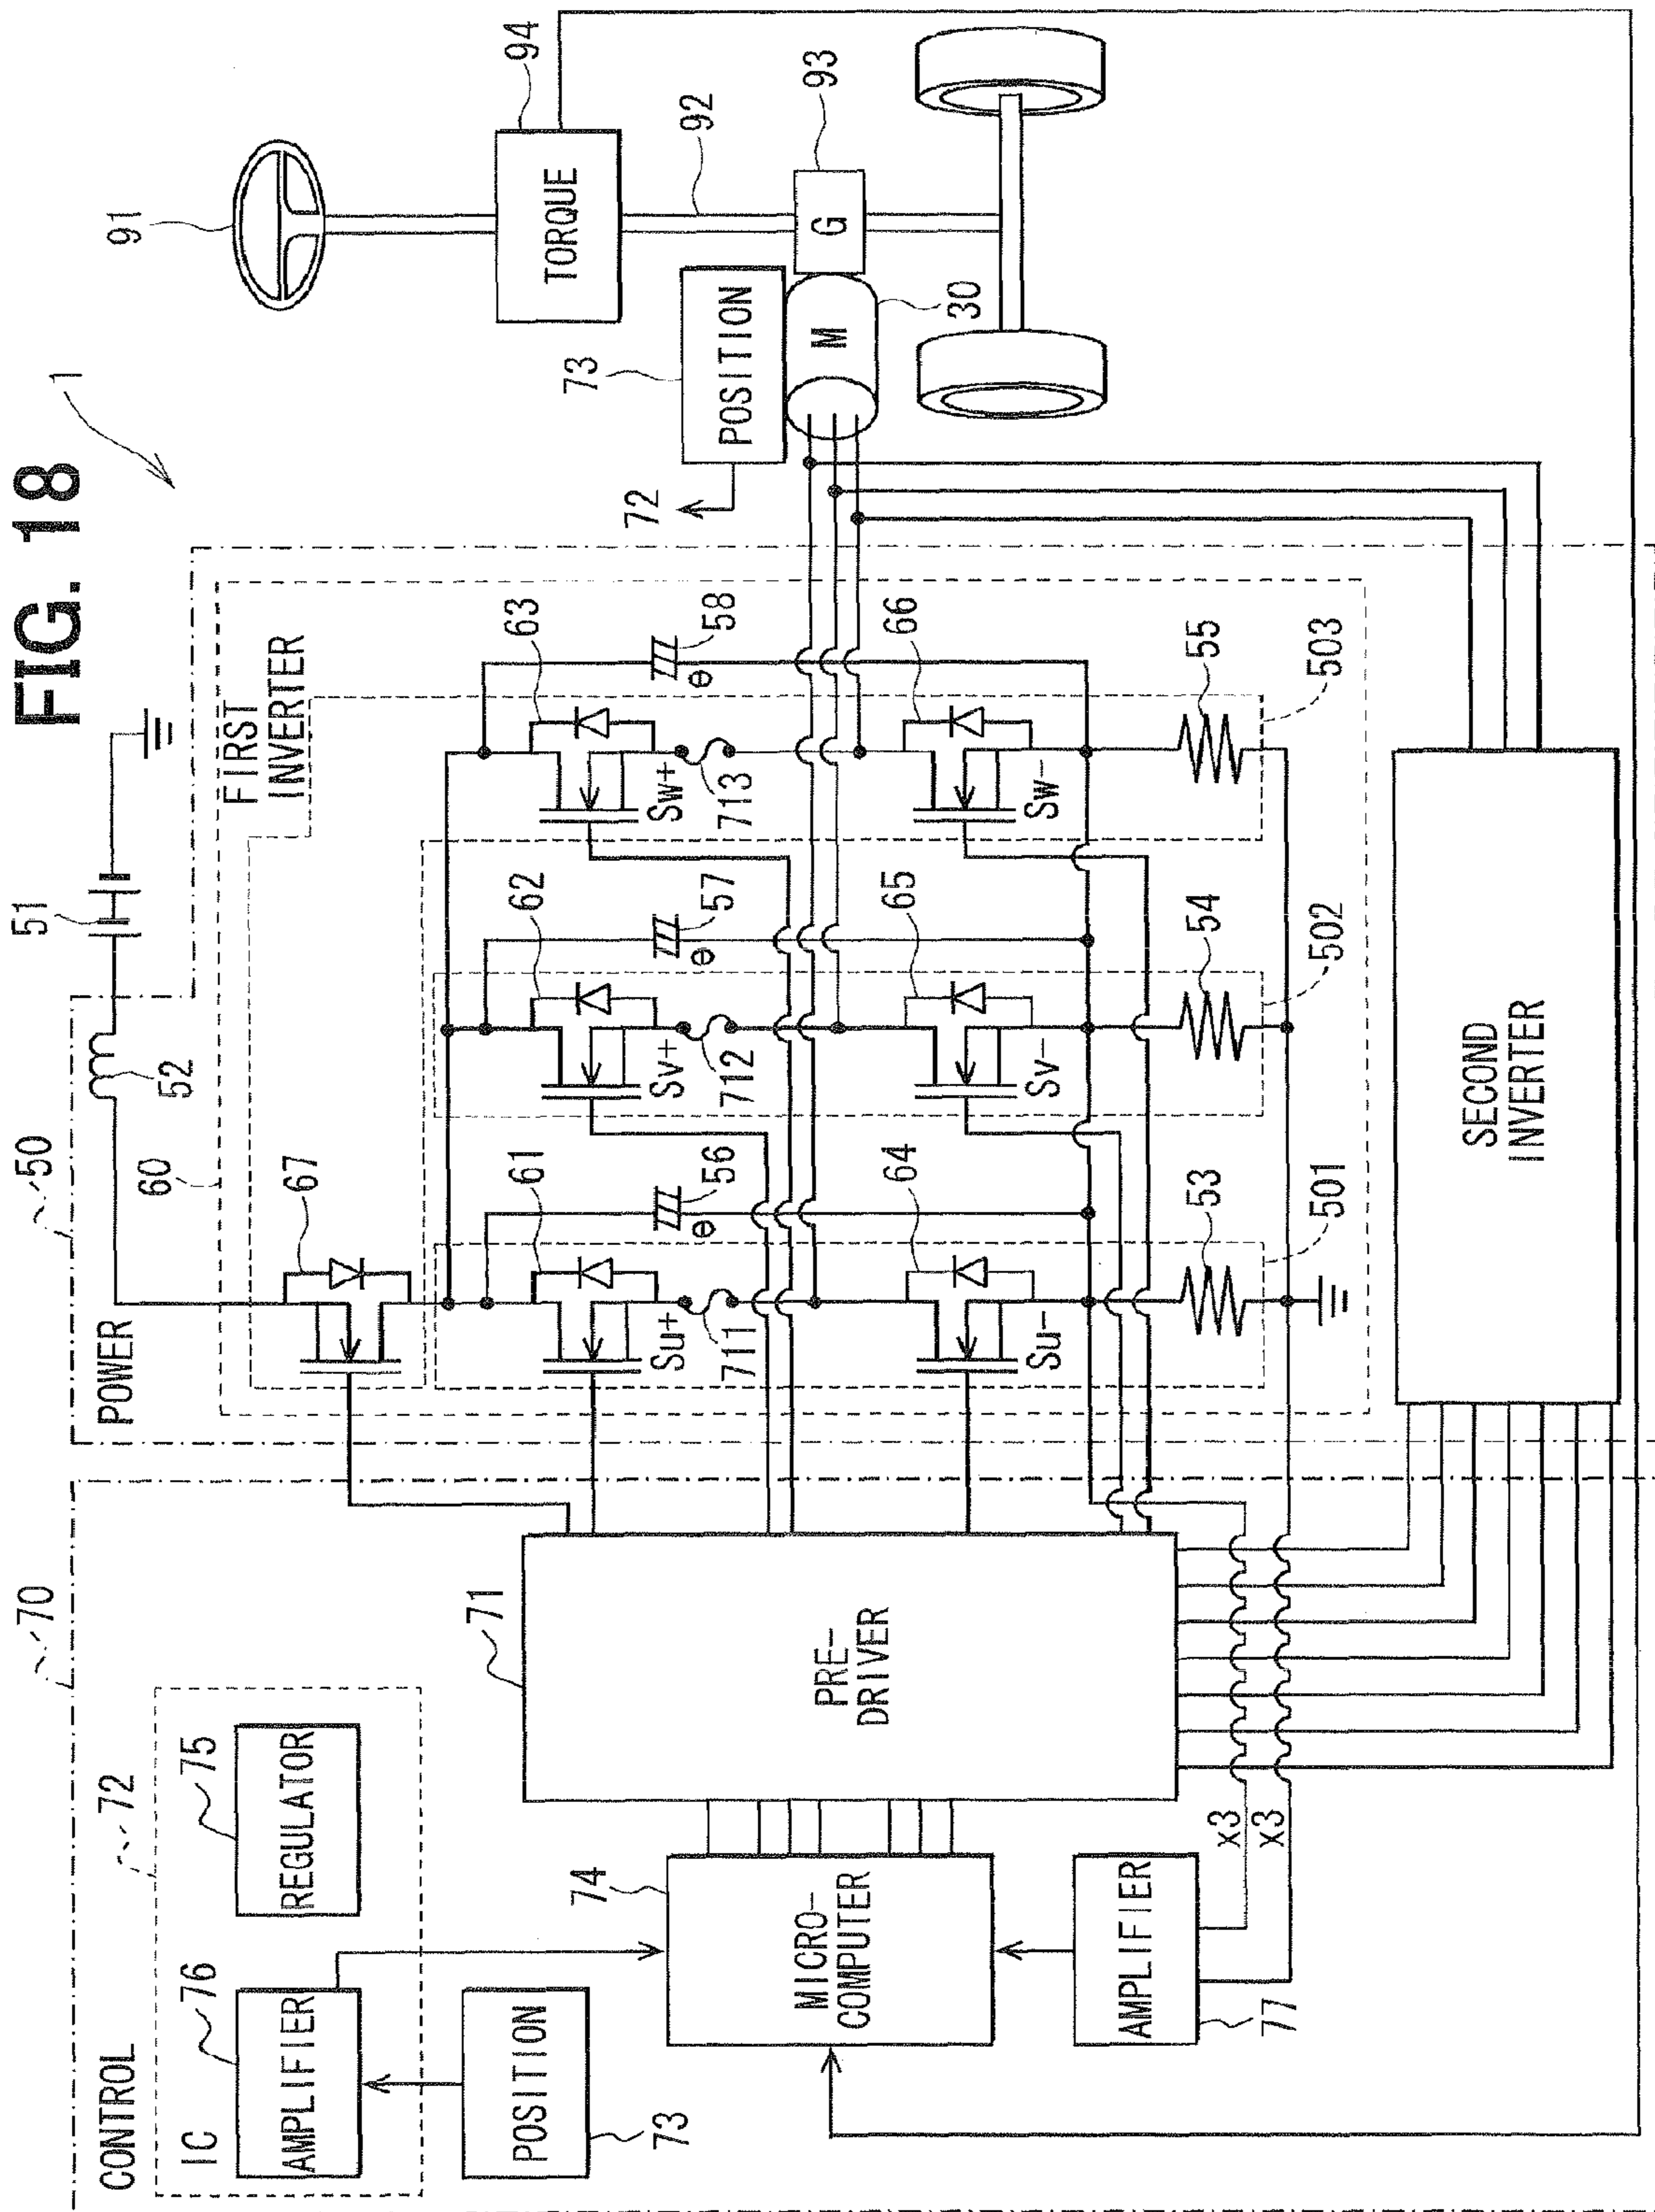 FIG. 18
1
CONTROL
70
IC
72
AMPLIFIER
76
REGULATOR
75
POSITION
73
MICRO-
COMPUTER
74
AMPLIFIER
77
x3
x3
PRE-
DRIVER
71
POWER
50
51
52
60
FIRST
INVERTER
67
61
62
63
Su+
Sv+
Sw+
56
57
58
θ
θ
θ
711
712
713
64
65
66
Su-
Sv-
Sw-
53
54
55
501
502
503
SECOND
INVERTER
72
POSITION
73
M
30
G
93
92
TORQUE
94
91